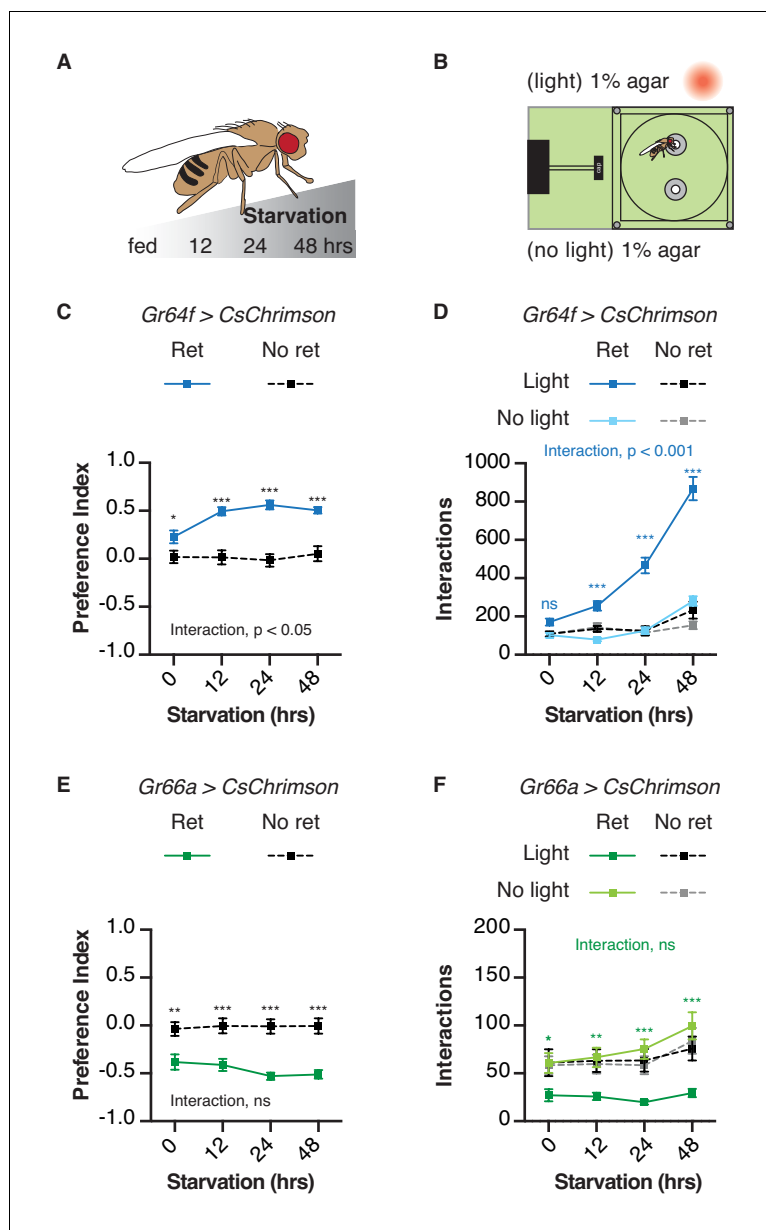 A
Starvation
fed 12 24 48 hrs
B
(light) 1% agar
(no light) 1% agar
C
Gr64f > CsChrimson
Ret No ret
1.0
0.5
0.0
-0.5
-1.0
Preference Index
* *** *** ***
Interaction, p < 0.05
0 12 24 48
Starvation (hrs)
D
Gr64f > CsChrimson
Ret No ret
Light
No light
Interaction, p < 0.001
1000
800
600
400
200
0
Interactions
ns *** *** ***
0 12 24 48
Starvation (hrs)
E
Gr66a > CsChrimson
Ret No ret
1.0
0.5
0.0
-0.5
-1.0
Preference Index
** *** *** ***
Interaction, ns
0 12 24 48
Starvation (hrs)
F
Gr66a > CsChrimson
Ret No ret
Light
No light
200
150
100
50
0
Interactions
Interaction, ns
* ** *** ***
0 12 24 48
Starvation (hrs)